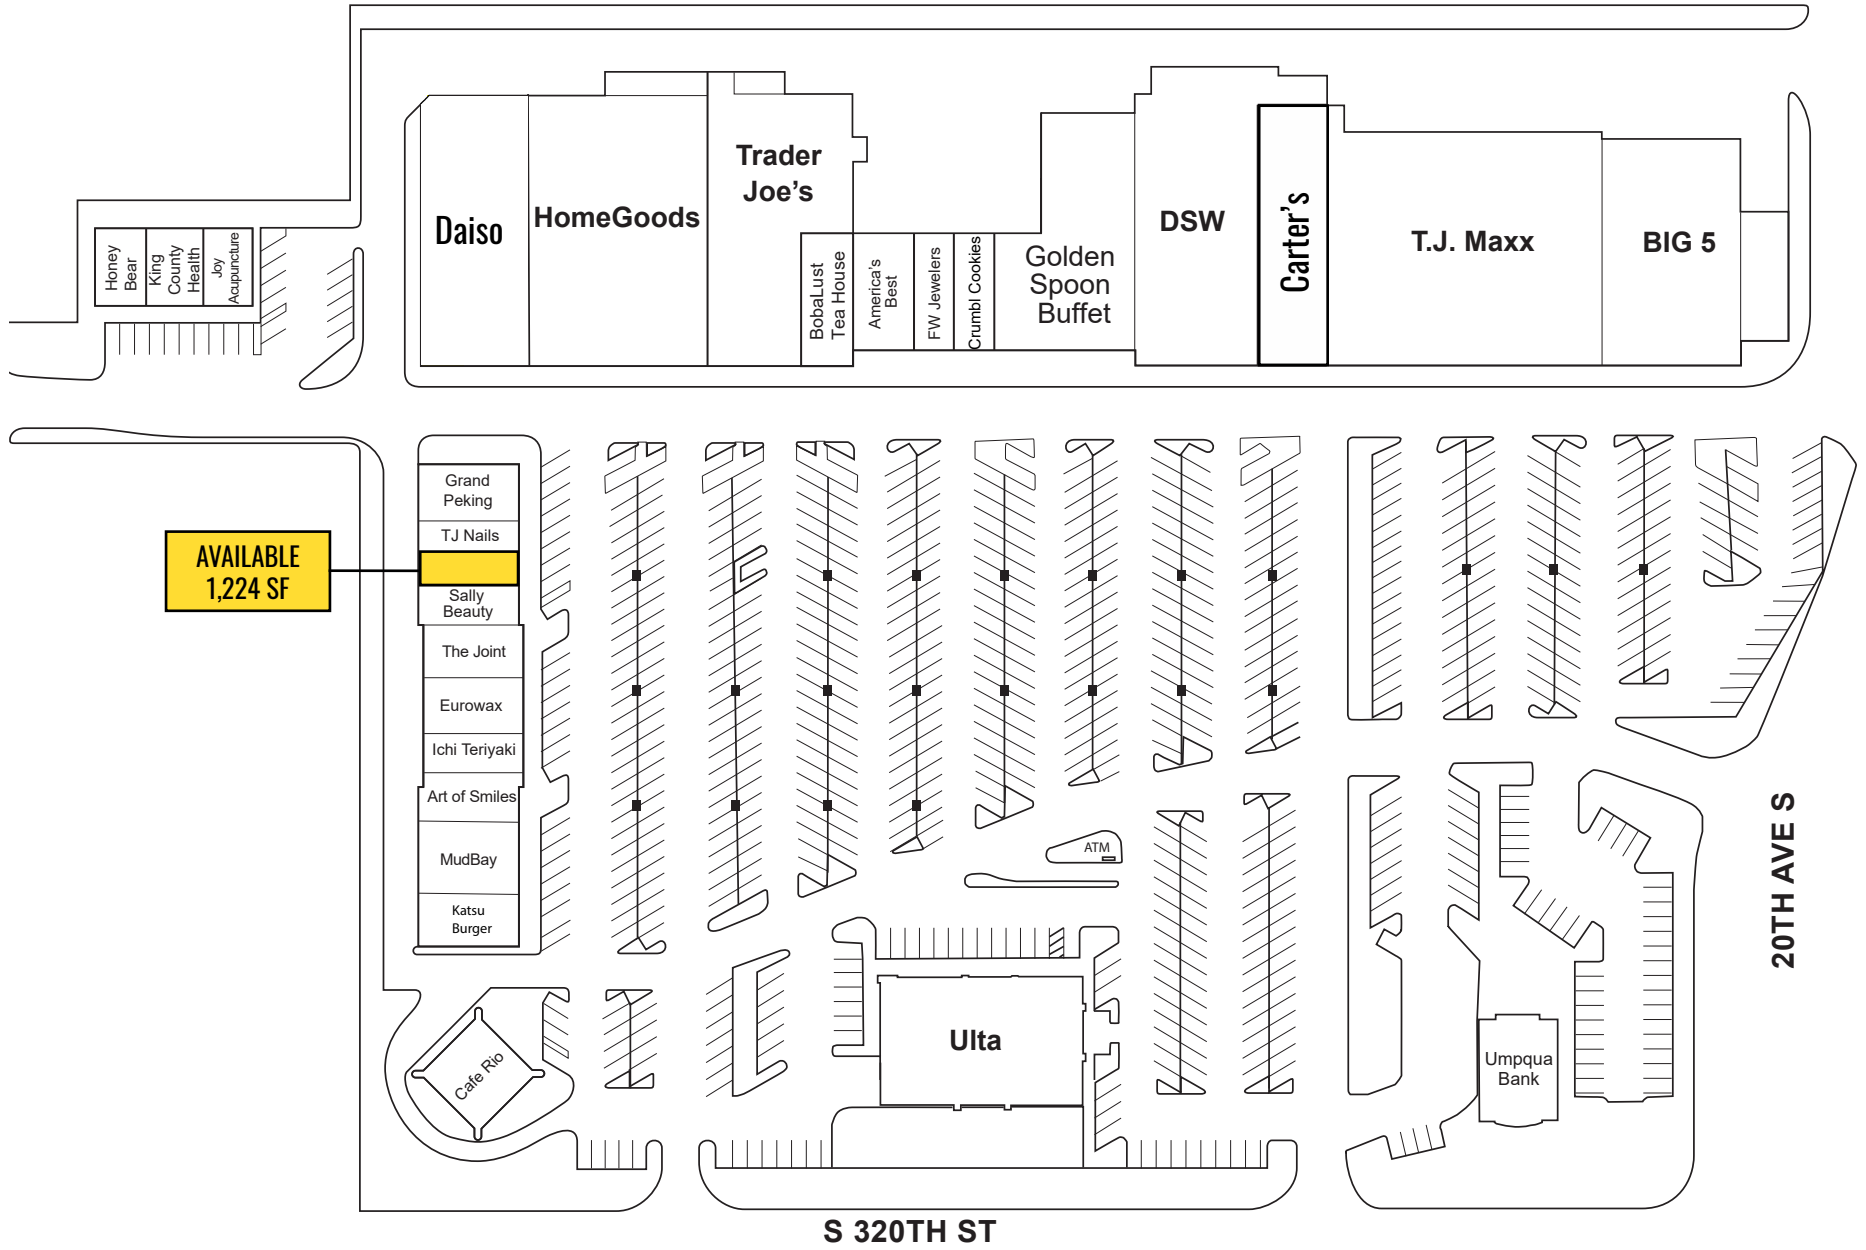 Trader
Joe's
Daiso
HomeGoods
DSW
Carter's
T.J. Maxx
BIG 5
Honey
Bear
King
County
Health
Joy
Acupuncture
BobaLust
Tea House
America's
Best
FW Jewelers
Crumbl Cookies
Golden
Spoon
Buffet
Grand
Peking
TJ Nails
AVAILABLE
1,224 SF
Sally
Beauty
The Joint
Eurowax
Ichi Teriyaki
Art of Smiles
MudBay
Katsu
Burger
ATM
20TH AVE S
Cafe Rio
Ulta
Umpqua
Bank
S 320TH ST